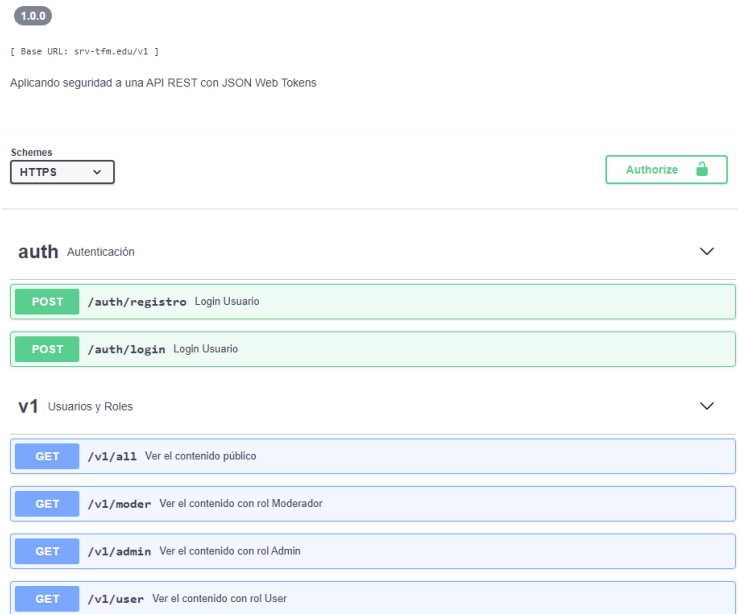 1.0.0
[ Base URL: srv-tfm.edu/v1 ]
Aplicando seguridad a una API REST con JSON Web Tokens
Schemes
HTTPS
Authorize
auth Autenticación
POST /auth/registro Login Usuario
POST /auth/login Login Usuario
v1 Usuarios y Roles
GET /v1/all Ver el contenido público
GET /v1/moder Ver el contenido con rol Moderador
GET /v1/admin Ver el contenido con rol Admin
GET /v1/user Ver el contenido con rol User